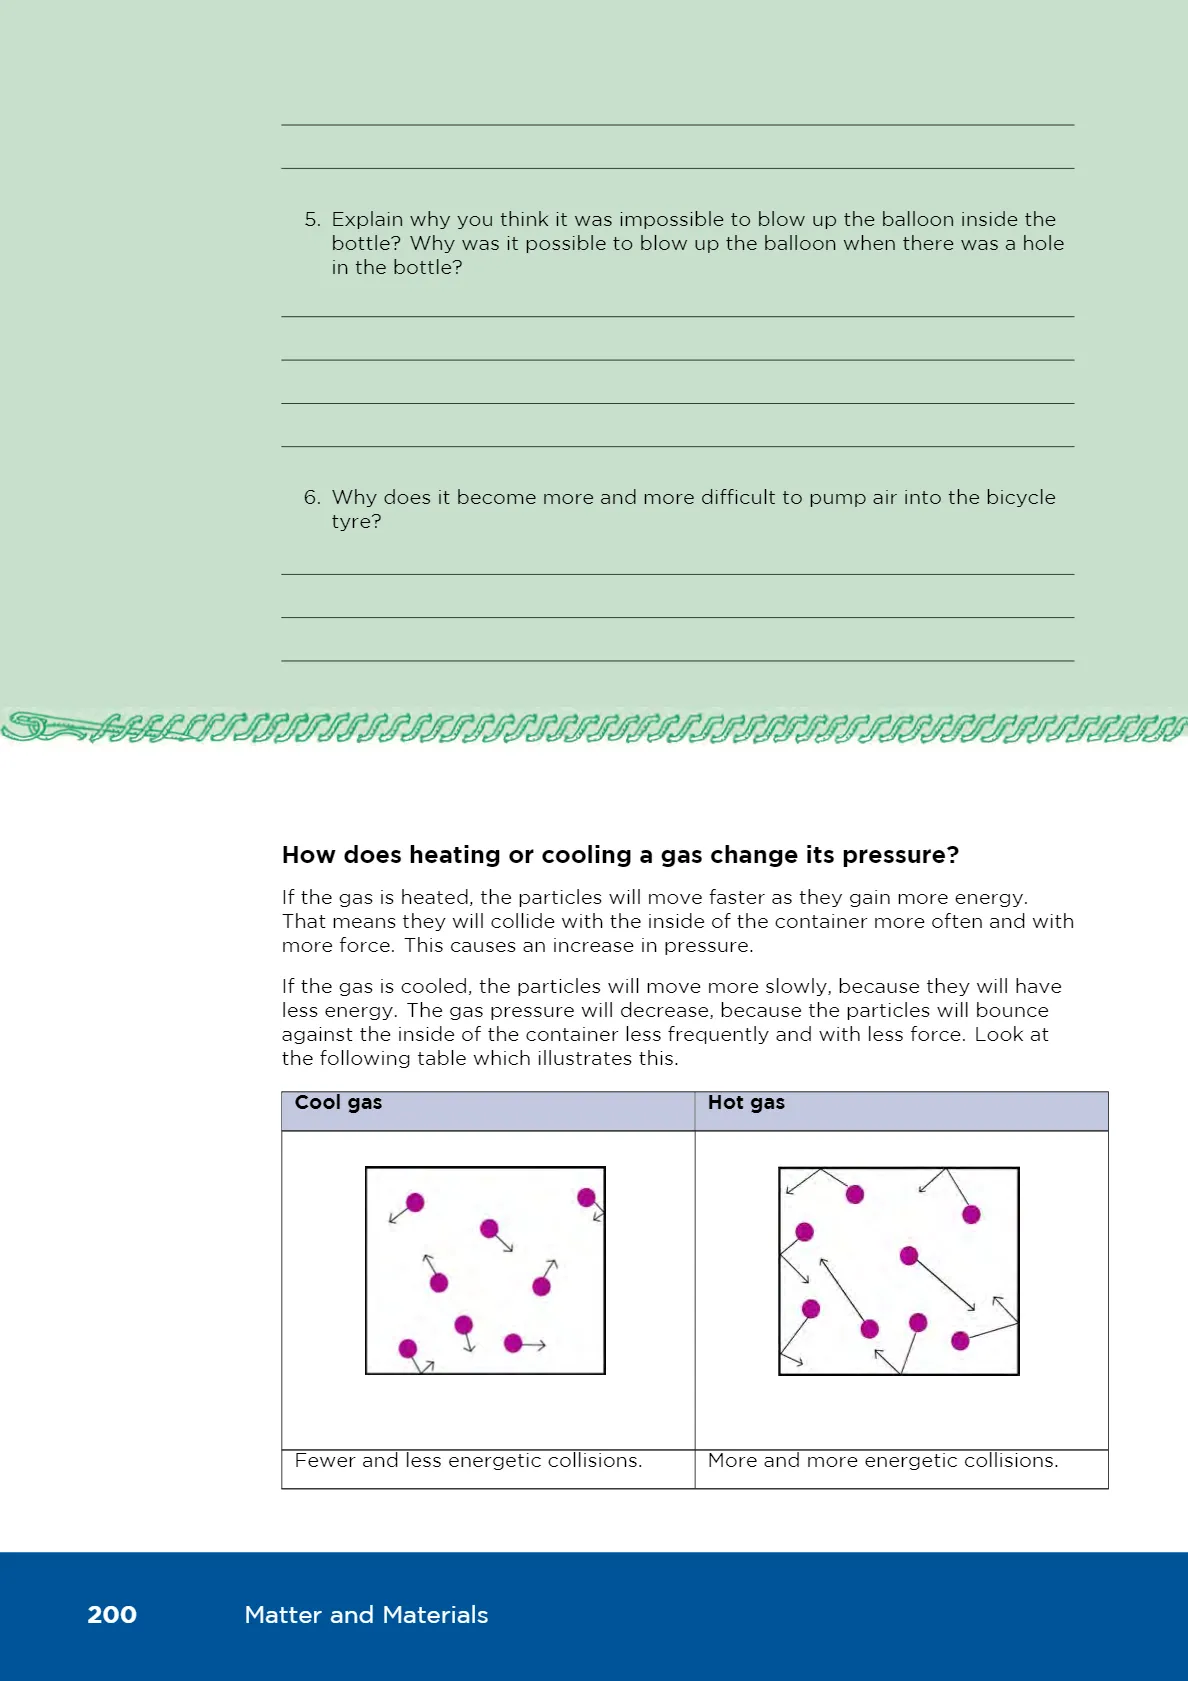 5. Explain why you think it was impossible to blow up the balloon inside the
bottle? Why was it possible to blow up the balloon when there was a hole
in the bottle?
6. Why does it become more and more difficult to pump air into the bicycle
tyre?
How does heating or cooling a gas change its pressure?
If the gas is heated, the particles will move faster as they gain more energy.
That means they will collide with the inside of the container more often and with
more force. This causes an increase in pressure.
If the gas is cooled, the particles will move more slowly, because they will have
less energy. The gas pressure will decrease, because the particles will bounce
against the inside of the container less frequently and with less force. Look at
the following table which illustrates this.
Cool gas
Hot gas
Fewer and less energetic collisions.
More and more energetic collisions.
200
Matter and Materials